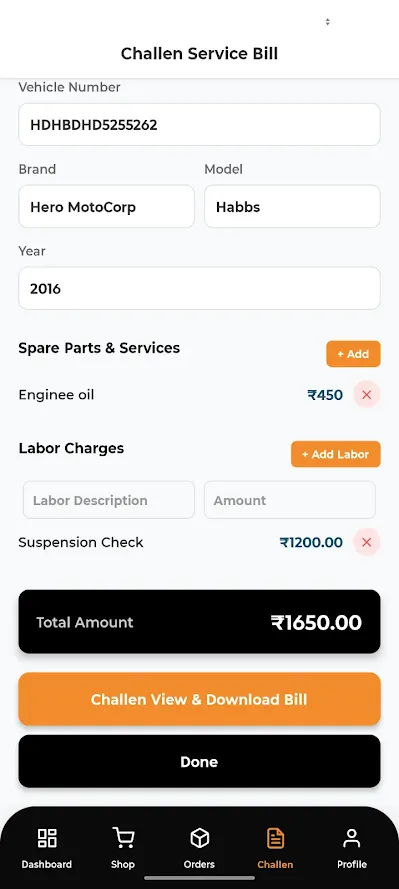 Challen Service Bill
Vehicle Number
HDHBDHD5255262
Brand Model
Hero MotoCorp Habbs
Year
2016
Spare Parts & Services + Add
Enginee oil ₹450
Labor Charges + Add Labor
Labor Description Amount
Suspension Check ₹1200.00
Total Amount ₹1650.00
Challen View & Download Bill
Done
Dashboard Shop Orders Challen Profile